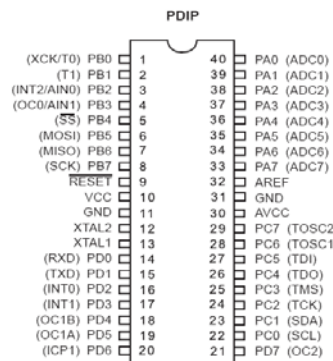 PDIP
(XCK/T0) PB0 1 40 PA0 (ADC0)
(T1) PB1 2 39 PA1 (ADC1)
(INT2/AIN0) PB2 3 38 PA2 (ADC2)
(OC0/AIN1) PB3 4 37 PA3 (ADC3)
(SS) PB4 5 36 PA4 (ADC4)
(MOSI) PB5 6 35 PA5 (ADC5)
(MISO) PB6 7 34 PA6 (ADC6)
(SCK) PB7 8 33 PA7 (ADC7)
RESET 9 32 AREF
VCC 10 31 GND
GND 11 30 AVCC
XTAL2 12 29 PC7 (TOSC2
XTAL1 13 28 PC6 (TOSC1
(RXD) PD0 14 27 PC5 (TDI)
(TXD) PD1 15 26 PC4 (TDO)
(INT0) PD2 16 25 PC3 (TMS)
(INT1) PD3 17 24 PC2 (TCK)
(OC1B) PD4 18 23 PC1 (SDA)
(OC1A) PD5 19 22 PC0 (SCL)
(ICP1) PD6 20 21 PD7 (OC2)